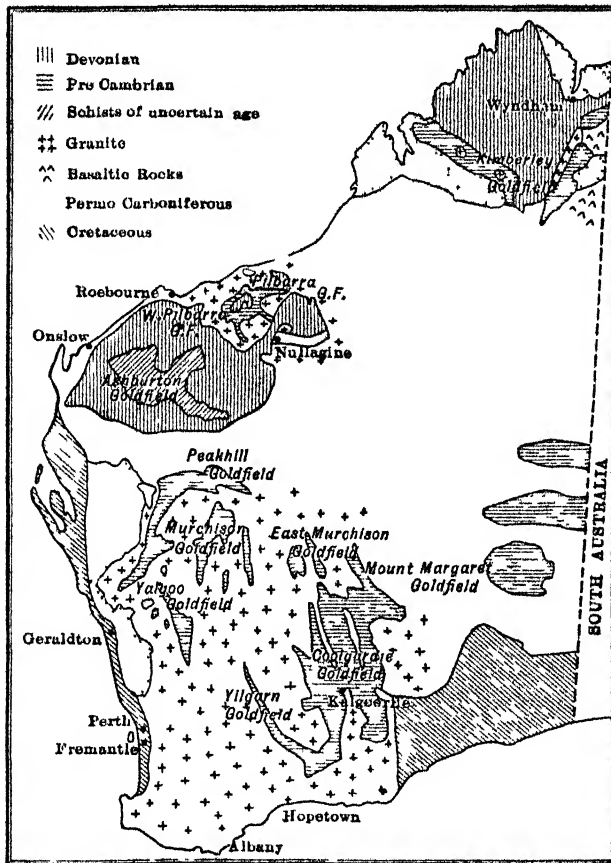 Devonian
Pre Cambrian
Schists of uncertain age
Granite
Basaltic Rocks
Permo Carboniferous
Cretaceous
Wyndham
Kimberley
Goldfield
Pilbarra
G.F.
Roebourne
W. Pilbarra
G.F.
Onslow
Nullagine
Ashburton
Goldfield
Peakhill
Goldfield
Murchison
Goldfield
East Murchison
Goldfield
Mount Margaret
Goldfield
Yalgoo
Goldfield
SOUTH AUSTRALIA
Geraldton
Coolgardie
Goldfield
Yilgarn
Goldfield
Kalgoorlie
Perth
Fremantle
Hopetown
Albany